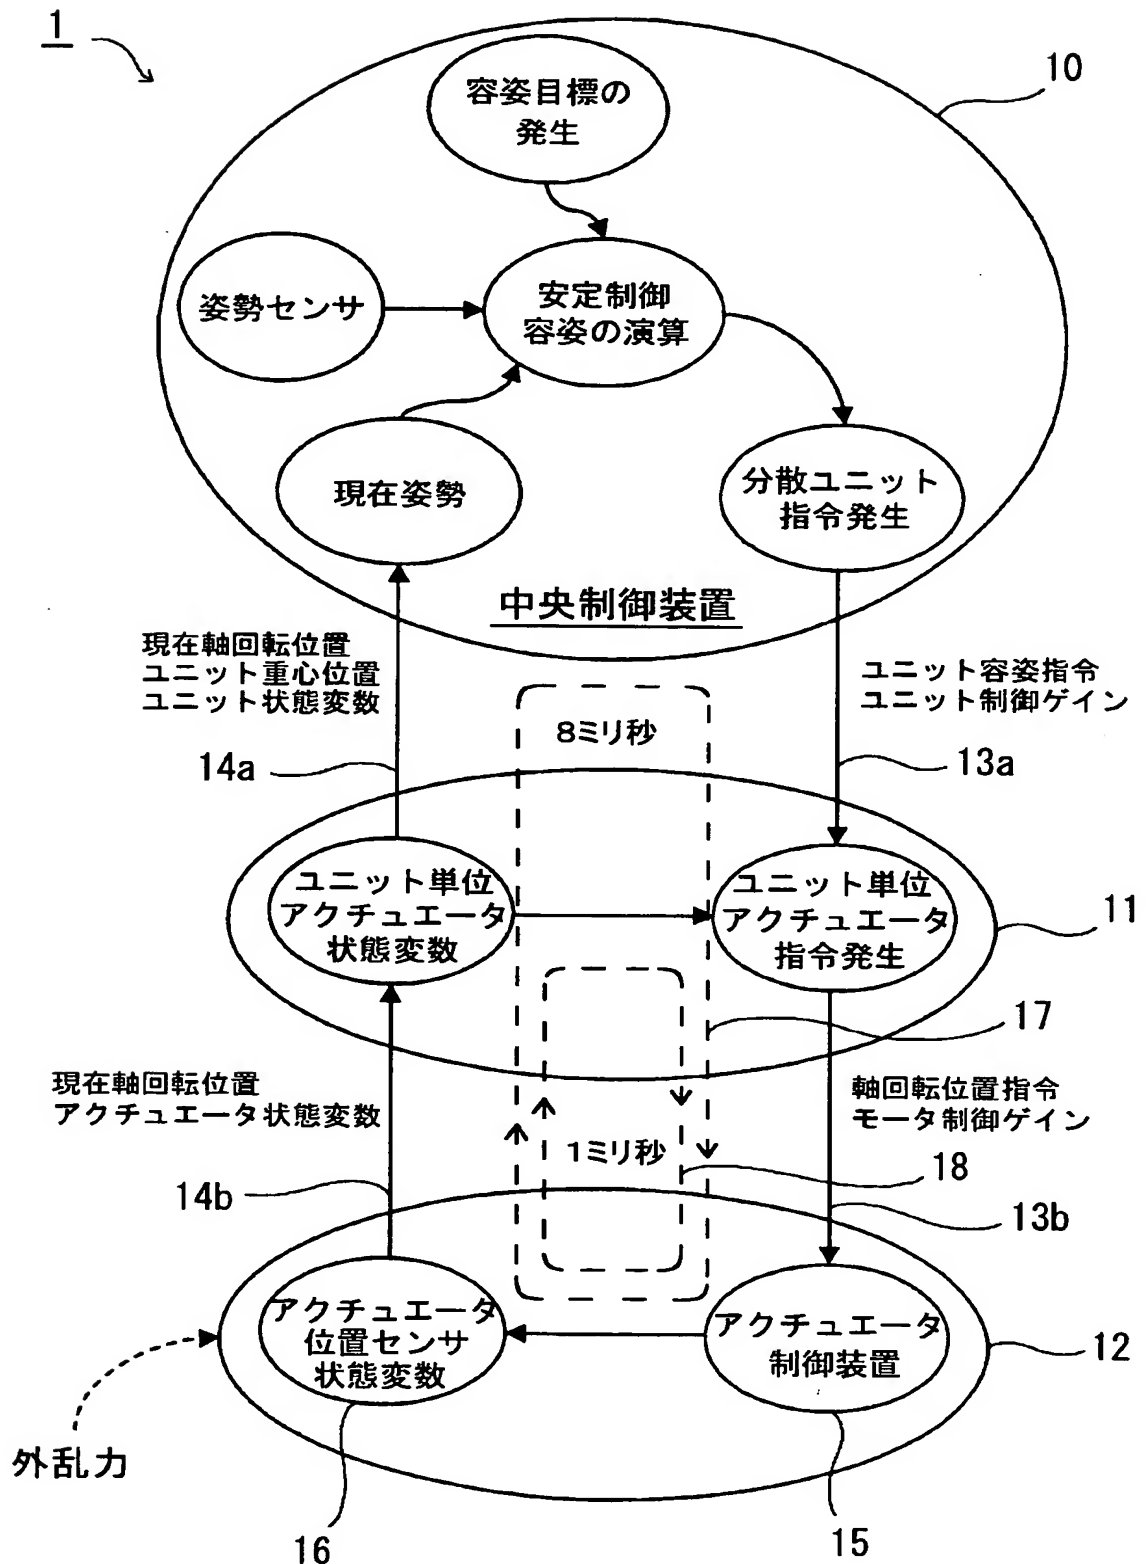 1
10
容姿目標の
発生
姿勢センサ
安定制御
容姿の演算
現在姿勢
分散ユニット
指令発生
中央制御装置
現在軸回転位置
ユニット重心位置
ユニット状態変数
ユニット容姿指令
ユニット制御ゲイン
8ミリ秒
14a
13a
ユニット単位
アクチュエータ
状態変数
ユニット単位
アクチュエータ
指令発生
11
17
現在軸回転位置
アクチュエータ状態変数
軸回転位置指令
モータ制御ゲイン
1ミリ秒
18
14b
13b
アクチュエータ
位置センサ
状態変数
アクチュエータ
制御装置
12
外乱力
16
15